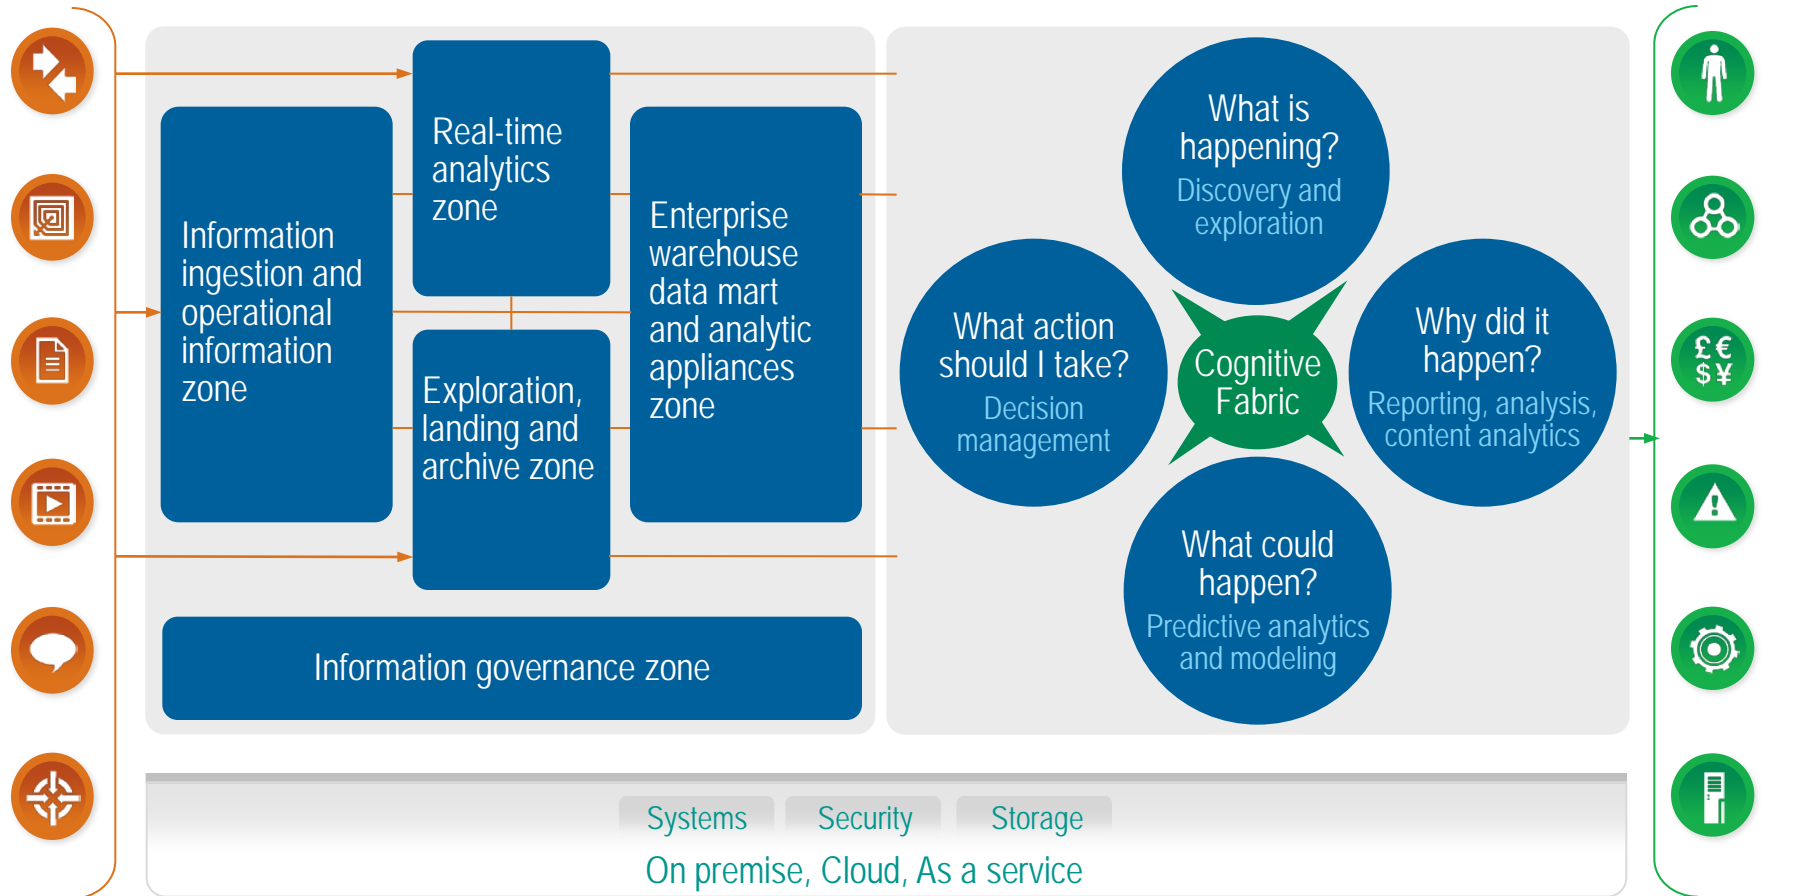 Real-time
analytics
zone
Information
ingestion and
operational
information
zone
Enterprise
warehouse
data mart
and analytic
appliances
zone
Exploration,
landing and
archive zone
Information governance zone
What is
happening?
Discovery and
exploration
What action
should I take?
Decision
management
Cognitive
Fabric
Why did it
happen?
Reporting, analysis,
content analytics
What could
happen?
Predictive analytics
and modeling
£ €
$ ¥
Systems
Security
Storage
On premise, Cloud, As a service